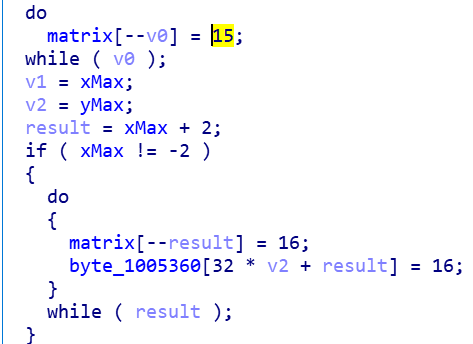 do
matrix[--v0] = 15;
while ( v0 );
v1 = xMax;
v2 = yMax;
result = xMax + 2;
if ( xMax != -2 )
{
do
{
matrix[--result] = 16;
byte_1005360[32 * v2 + result] = 16;
}
while ( result );
}